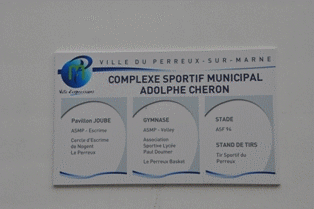 VILLE DU PERREUX-SUR-MARNE
COMPLEXE SPORTIF MUNICIPAL
ADOLPHE CHERON
Pavillon JOUBE
ASMP - Escrime
Cercle d'Escrime
de Nogent
Le Perreux
GYMNASE
ASMP - Volley
Association
Sportive Lycée
Paul Doumer
Le Perreux Basket
STADE
ASF 94
STAND DE TIRS
Tir Sportif du
Perreux